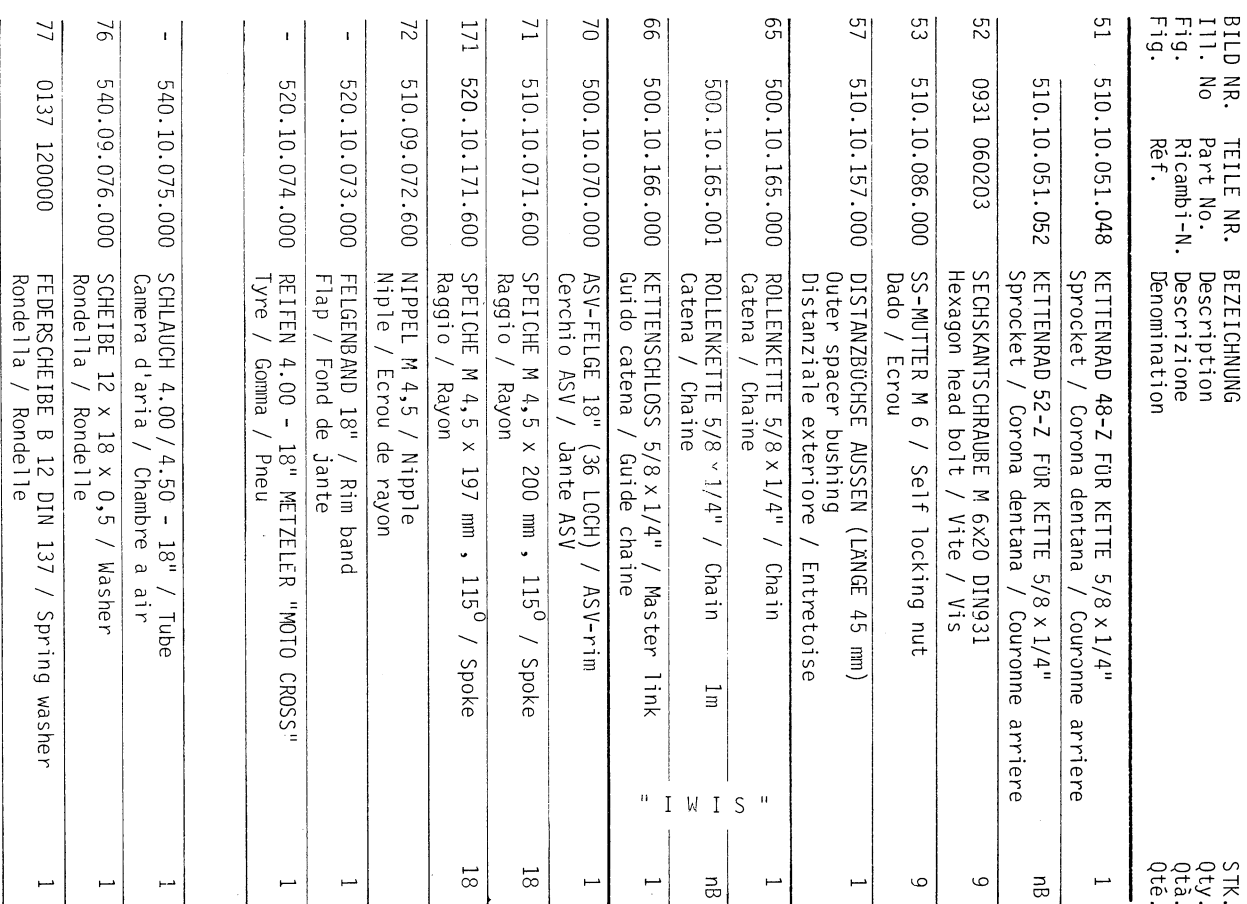 BILD NR. TEILE NR. BEZEICHNUNG STK.
Ill. No Part No. Description Qty.
Fig. Ricambi-N. Descrizione Qtà.
Fig. Réf. Dénomination Qté.
51 510.10.051.048 KETTENRAD 48-Z FÜR KETTE 5/8 x 1/4" 1
Sprocket / Corona dentana / Couronne arriere
510.10.051.052 KETTENRAD 52-Z FÜR KETTE 5/8 x 1/4" nB
Sprocket / Corona dentana / Couronne arriere
52 0931 060203 SECHSKANTSCHRAUBE M 6x20 DIN931 9
Hexagon head bolt / Vite / Vis
53 510.10.086.000 SS-MUTTER M 6 / Self locking nut 9
Dado / Ecrou
57 510.10.157.000 DISTANZBÜCHSE AUSSEN (LÄNGE 45 mm) 1
Outer spacer bushing
Distanziale exteriore / Entretoise
65 500.10.165.000 ROLLENKETTE 5/8 x 1/4" / Chain 1
Catena / Chaine
500.10.165.001 ROLLENKETTE 5/8 x 1/4" / Chain 1m nB
Catena / Chaine
66 500.10.166.000 KETTENSCHLOSS 5/8 x 1/4" / Master link 1
Guido catena / Guide chaine
" S I W I "
70 500.10.070.000 ASV-FELGE 18" (36 LOCH) / ASV-rim 1
Cerchio ASV / Jante ASV
71 510.10.071.600 SPEICHE M 4,5 x 200 mm , 115° / Spoke 18
Raggio / Rayon
171 520.10.171.600 SPEICHE M 4,5 x 197 mm , 115° / Spoke 18
Raggio / Rayon
72 510.09.072.600 NIPPEL M 4,5 / Nipple
Niple / Ecrou de rayon
- 520.10.073.000 FELGENBAND 18" / Rim band 1
Flap / Fond de jante
- 520.10.074.000 REIFEN 4.00 - 18" METZELER "MOTO CROSS" 1
Tyre / Gomma / Pneu
- 540.10.075.000 SCHLAUCH 4.00 / 4.50 - 18" / Tube 1
Camera d'aria / Chambre a air
76 540.09.076.000 SCHEIBE 12 x 18 x 0,5 / Washer 1
Rondella / Rondelle
77 0137 120000 FEDERSCHEIBE B 12 DIN 137 / Spring washer 1
Rondella / Rondelle